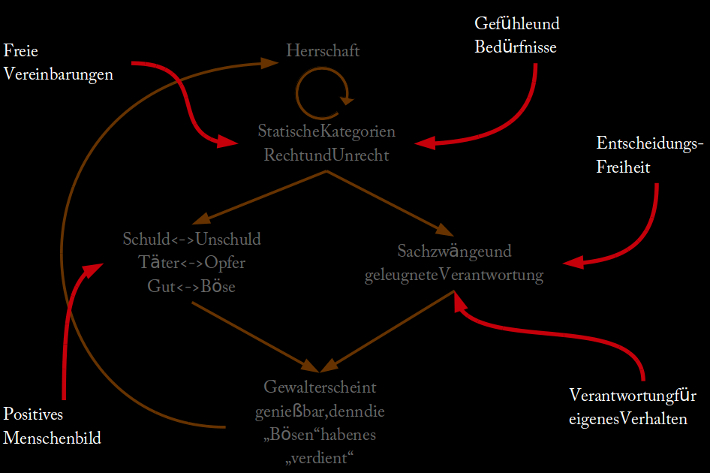 Gefühleund
Bedürfnisse
Freie
Vereinbarungen
Herrschaft
StatischeKategorien
RechtundUnrecht
Entscheidungs-
Freiheit
Schuld<->Unschuld
Täter<->Opfer
Gut<->Böse
Sachzwängeund
geleugneteVerantwortung
Gewalterscheint
genießbar,denndie
„Bösen“habenes
„verdient“
Positives
Menschenbild
Verantwortungfür
eigenesVerhalten